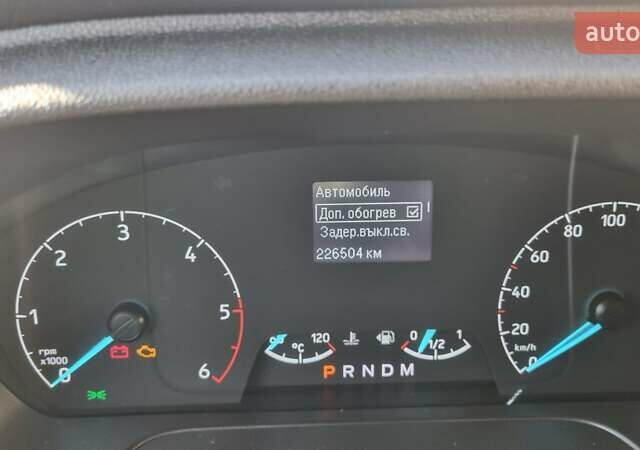 auto
Автомобиль
Доп. обогрев
Задер.выкл.св.
226504 км
0 1 2 3 5 6
rpm
x1000
120
°C
0 1/2 1
P R N D M
0 20 40 60 80 100
km/h